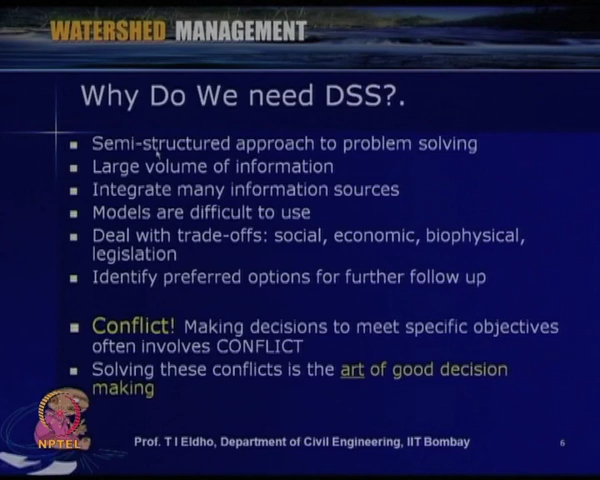 WATERSHED MANAGEMENT
Why Do We need DSS?.
Semi-structured approach to problem solving
Large volume of information
Integrate many information sources
Models are difficult to use
Deal with trade-offs: social, economic, biophysical,
legislation
Identify preferred options for further follow up
Conflict! Making decisions to meet specific objectives
often involves CONFLICT
Solving these conflicts is the art of good decision
making
NPTEL
Prof. T I Eldho, Department of Civil Engineering, IIT Bombay
6